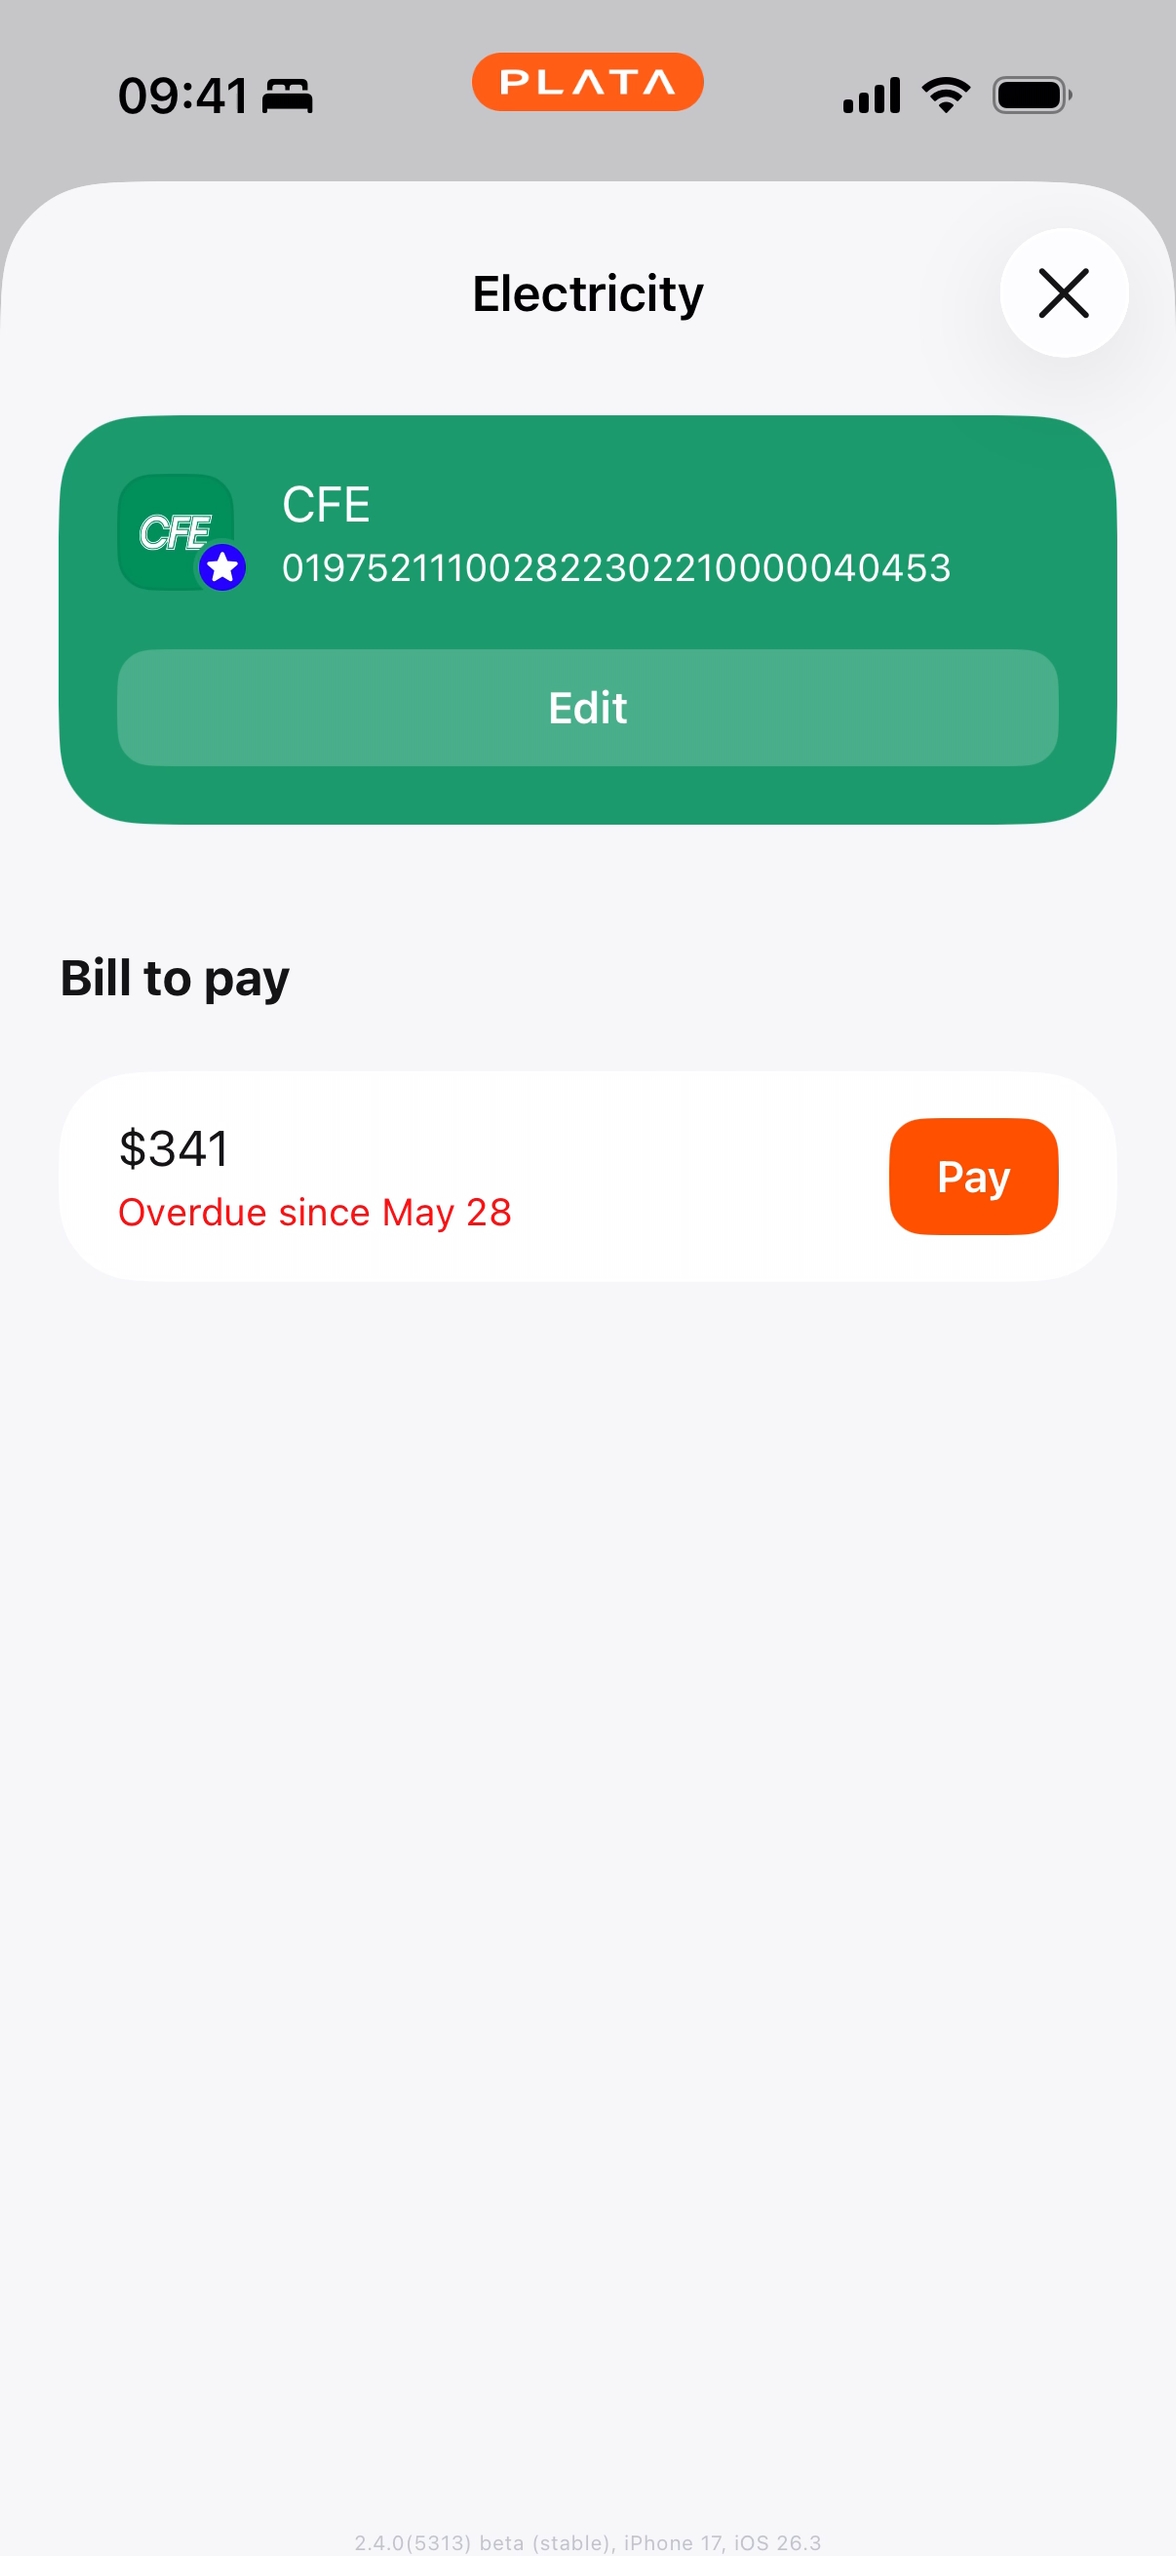 09:41
PLATA
Electricity
CFE
CFE
019752111002822302210000040453
Edit
Bill to pay
$341
Overdue since May 28
Pay
2.4.0(5313) beta (stable), iPhone 17, iOS 26.3